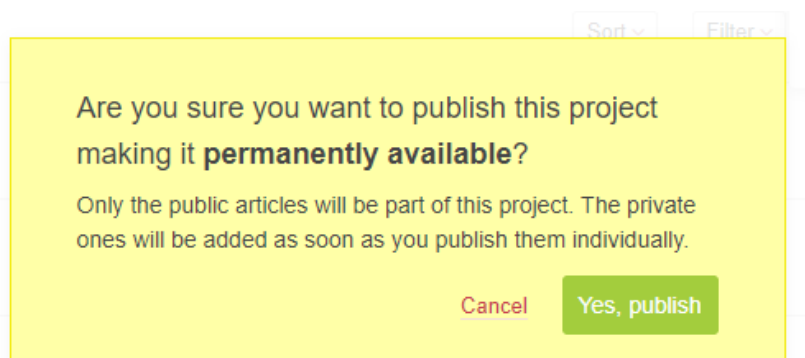 Sort Filter
Are you sure you want to publish this project
making it permanently available?
Only the public articles will be part of this project. The private
ones will be added as soon as you publish them individually.
Cancel Yes, publish